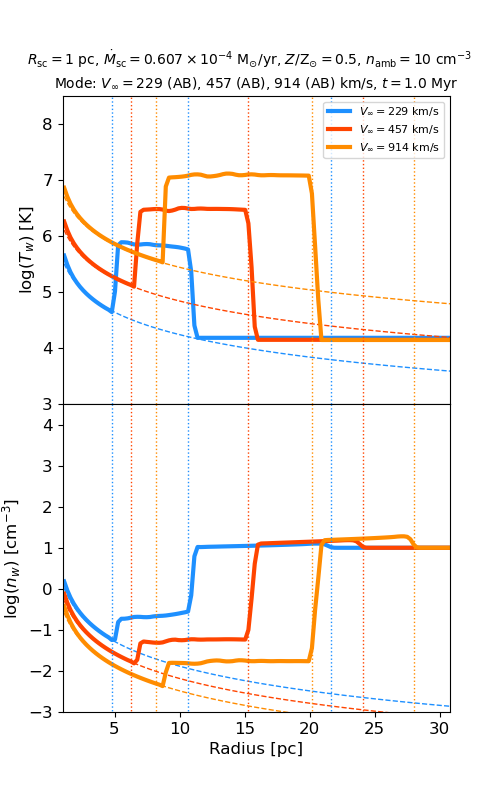 R_sc = 1 pc, Ṁ_sc = 0.607 × 10⁻⁴ M_⊙/yr, Z/Z_⊙ = 0.5, n_amb = 10 cm⁻³
Mode: V_∞ = 229 (AB), 457 (AB), 914 (AB) km/s, t = 1.0 Myr
V_∞ = 229 km/s
V_∞ = 457 km/s
V_∞ = 914 km/s
log(T_w) [K]
8
7
6
5
4
3
log(n_w) [cm⁻³]
4
3
2
1
0
−1
−2
−3
5 10 15 20 25 30
Radius [pc]